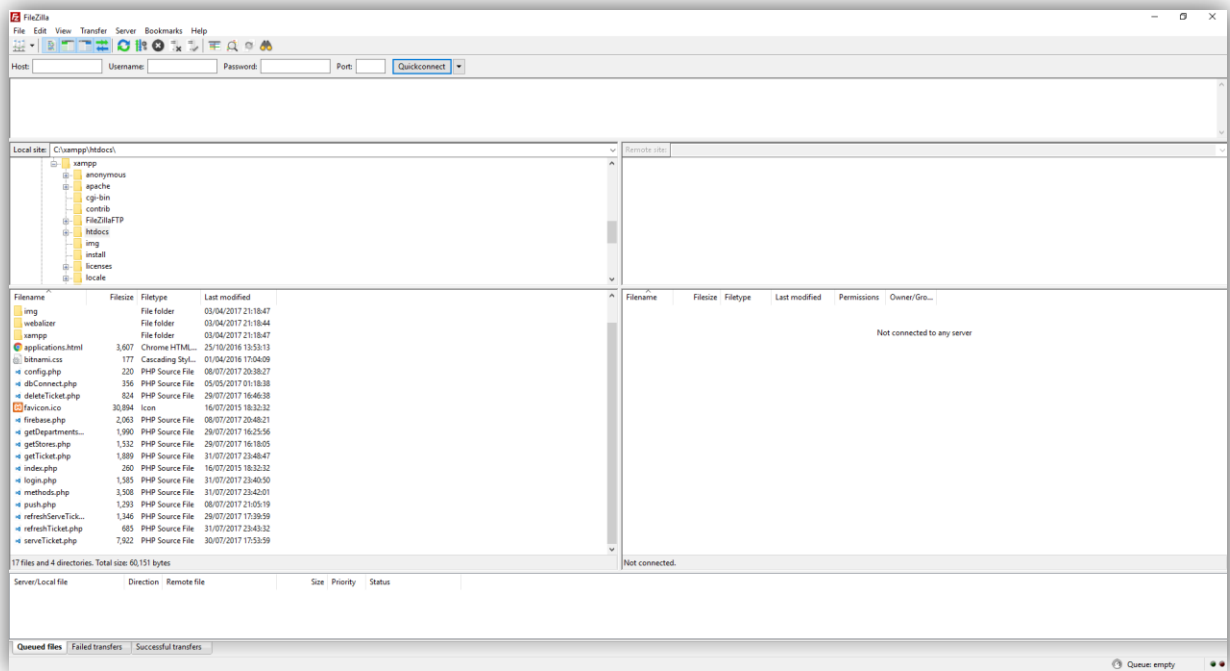 FileZilla
File Edit View Transfer Server Bookmarks Help
Host: Username: Password: Port: Quickconnect
Local site: C:\xampp\htdocs\ Remote site:
xampp
anonymous
apache
cgi-bin
contrib
FileZillaFTP
htdocs
img
install
licenses
locale
Filename Filesize Filetype Last modified
img File folder 03/04/2017 21:18:47
webalizer File folder 03/04/2017 21:18:44
xampp File folder 03/04/2017 21:18:47
applications.html 3,607 Chrome HTML... 25/10/2016 13:53:13
bitnami.css 177 Cascading Styl... 01/04/2016 17:04:09
config.php 220 PHP Source File 08/07/2017 20:38:27
dbConnect.php 356 PHP Source File 05/05/2017 01:18:38
deleteTicket.php 824 PHP Source File 29/07/2017 16:46:38
favicon.ico 30,894 Icon 16/07/2015 18:32:32
firebase.php 2,063 PHP Source File 08/07/2017 20:48:21
getDepartments... 1,990 PHP Source File 29/07/2017 16:25:56
getStores.php 1,532 PHP Source File 29/07/2017 16:18:05
getTicket.php 1,889 PHP Source File 31/07/2017 23:48:47
index.php 260 PHP Source File 16/07/2015 18:32:32
login.php 1,585 PHP Source File 31/07/2017 23:40:50
methods.php 3,508 PHP Source File 31/07/2017 23:42:01
push.php 1,293 PHP Source File 08/07/2017 21:05:19
refreshServeTick... 1,346 PHP Source File 29/07/2017 17:39:59
refreshTicket.php 685 PHP Source File 31/07/2017 23:43:32
serveTicket.php 7,922 PHP Source File 30/07/2017 17:53:59
17 files and 4 directories. Total size: 60,151 bytes
Filename Filesize Filetype Last modified Permissions Owner/Gro...
Not connected to any server
Not connected.
Server/Local file Direction Remote file Size Priority Status
Queued files Failed transfers Successful transfers
Queue: empty